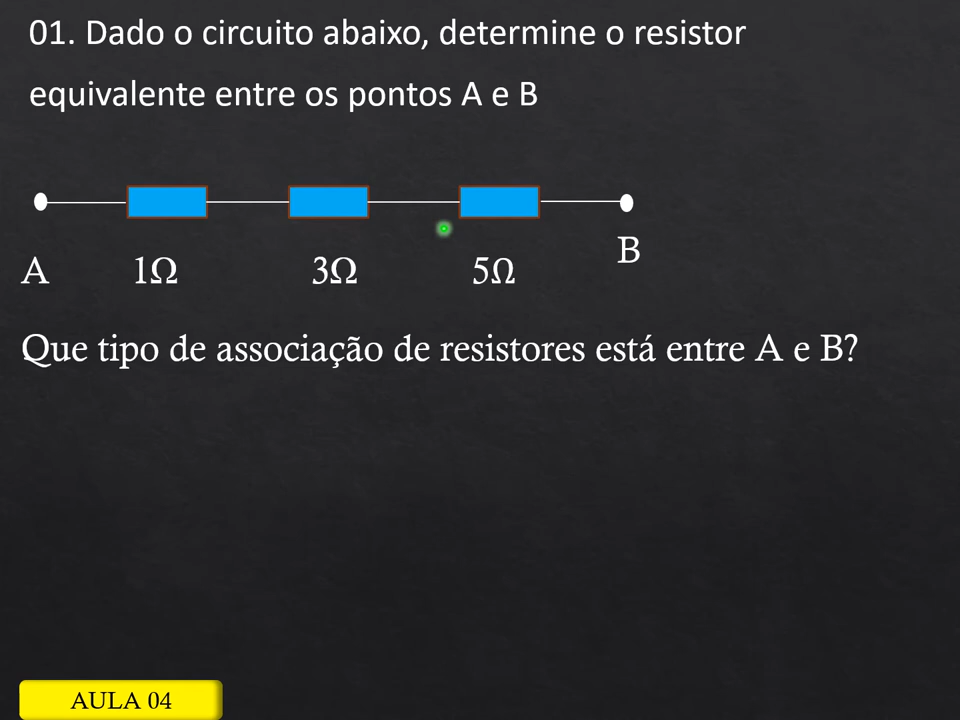 01. Dado o circuito abaixo, determine o resistor
equivalente entre os pontos A e B
A 1Ω 3Ω 5Ω B
Que tipo de associação de resistores está entre A e B?
AULA 04